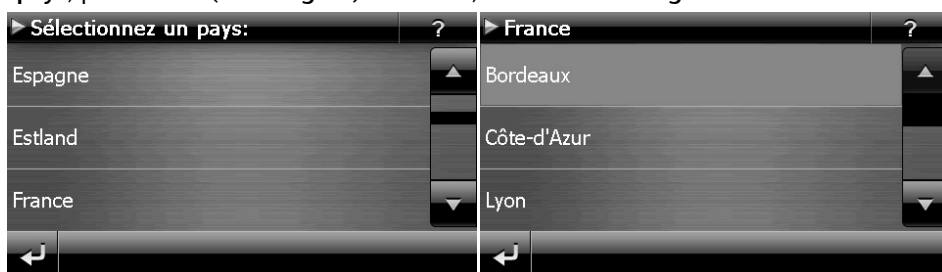 Sélectionnez un pays: ?
Espagne
Estland
France
France ?
Bordeaux
Côte-d'Azur
Lyon